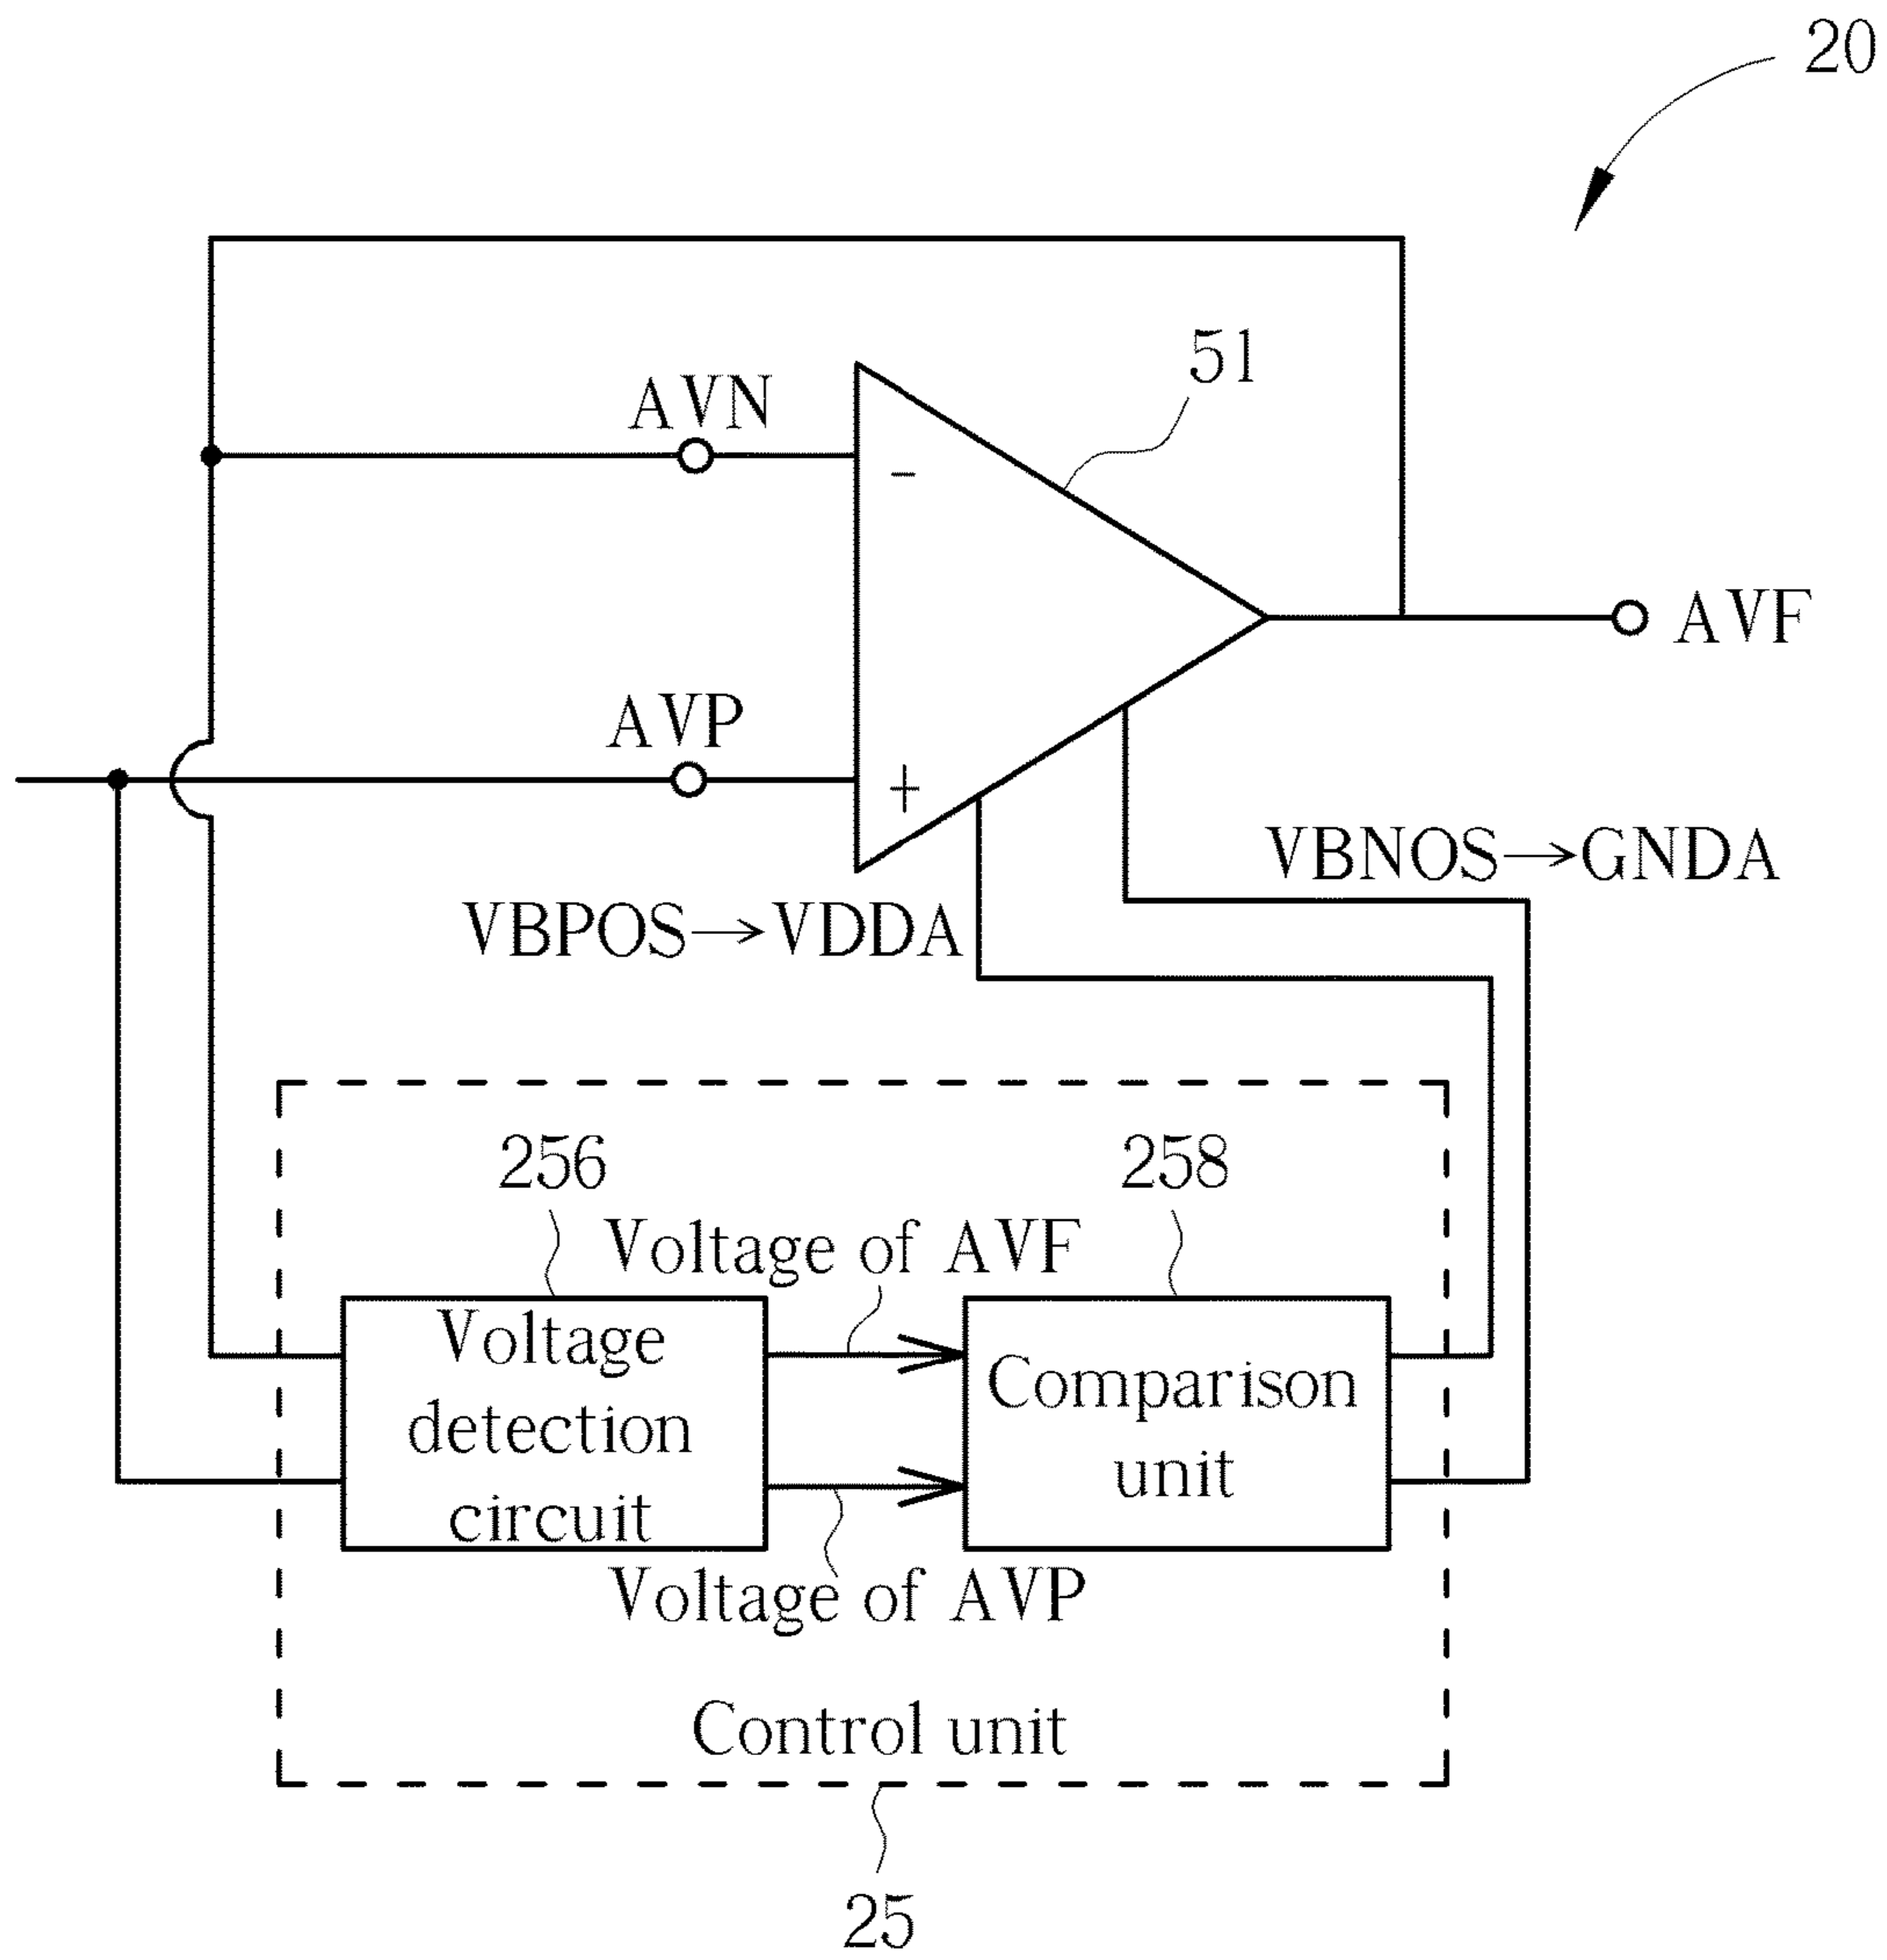 20
51
AVN
-
AVF
AVP
+
VBNOS→GNDA
VBPOS→VDDA
256
258
Voltage of AVF
Voltage
detection
circuit
Comparison
unit
Voltage of AVP
Control unit
25